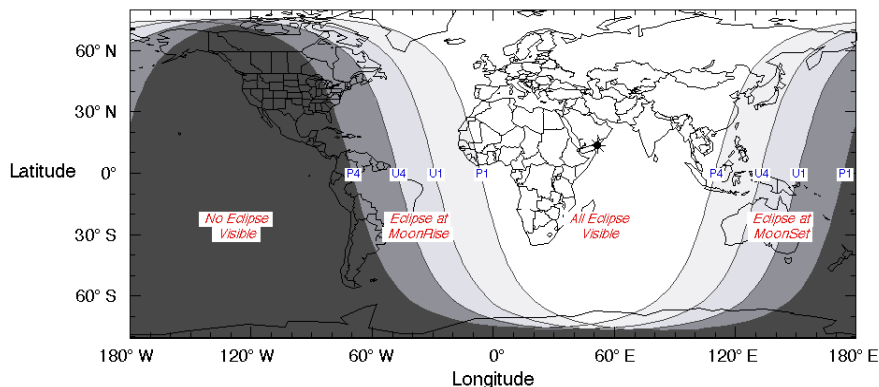 60° N
30° N
Latitude
0°
P4 U4 U1 P1 P4 U4 U1 P1
No Eclipse
Visible
Eclipse at
MoonRise
All Eclipse
Visible
Eclipse at
MoonSet
30° S
60° S
180° W 120° W 60° W 0° 60° E 120° E 180° E
Longitude